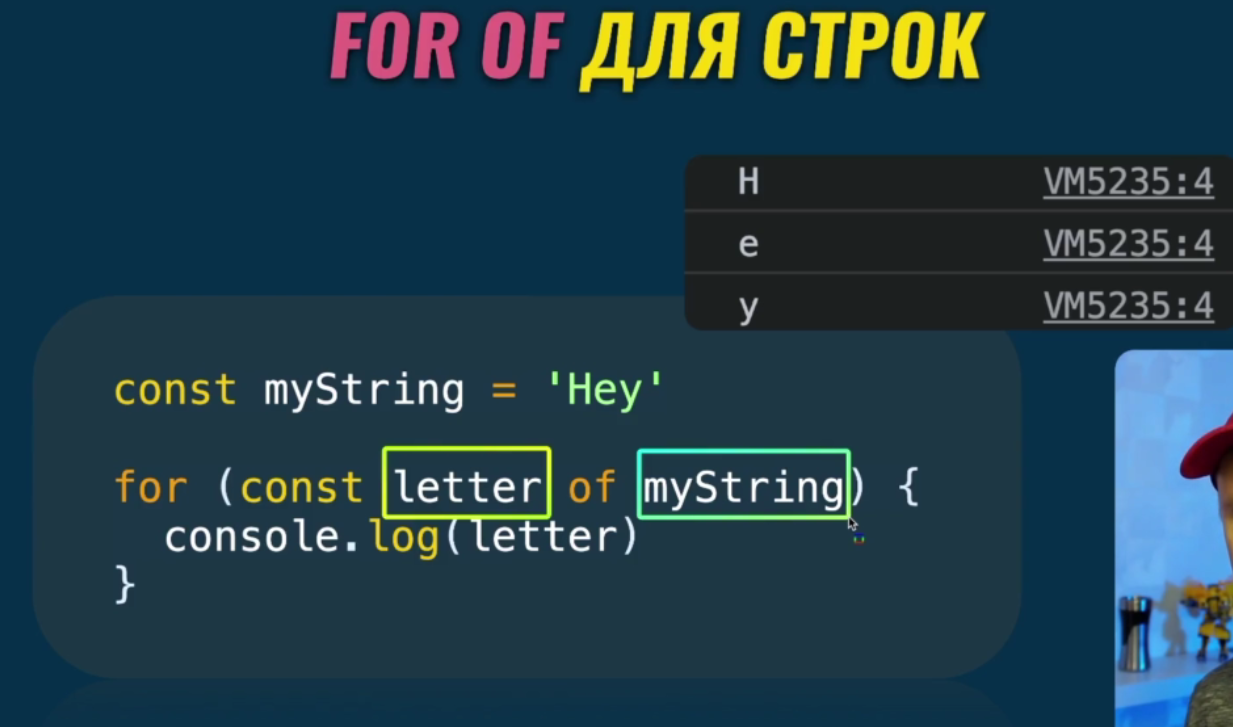 FOR OF ДЛЯ СТРОК
H VM5235:4
e VM5235:4
y VM5235:4
const myString = 'Hey'
for (const letter of myString) {
console.log(letter)
}